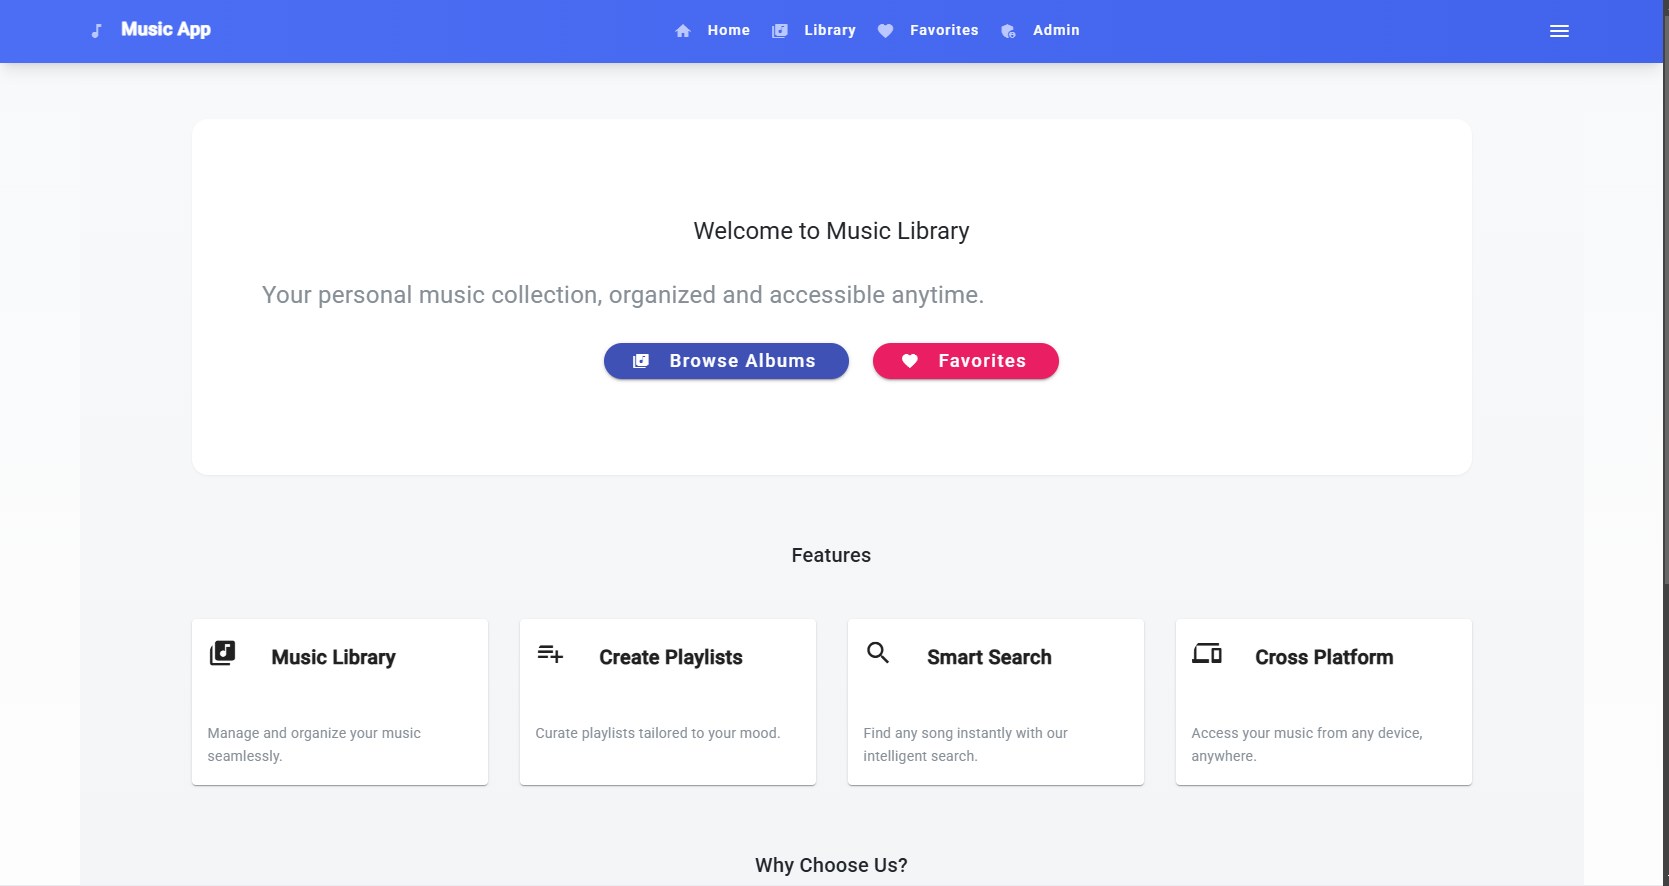 Music App
Home
Library
Favorites
Admin
Welcome to Music Library
Your personal music collection, organized and accessible anytime.
Browse Albums
Favorites
Features
Music Library
Manage and organize your music
seamlessly.
Create Playlists
Curate playlists tailored to your mood.
Smart Search
Find any song instantly with our
intelligent search.
Cross Platform
Access your music from any device,
anywhere.
Why Choose Us?